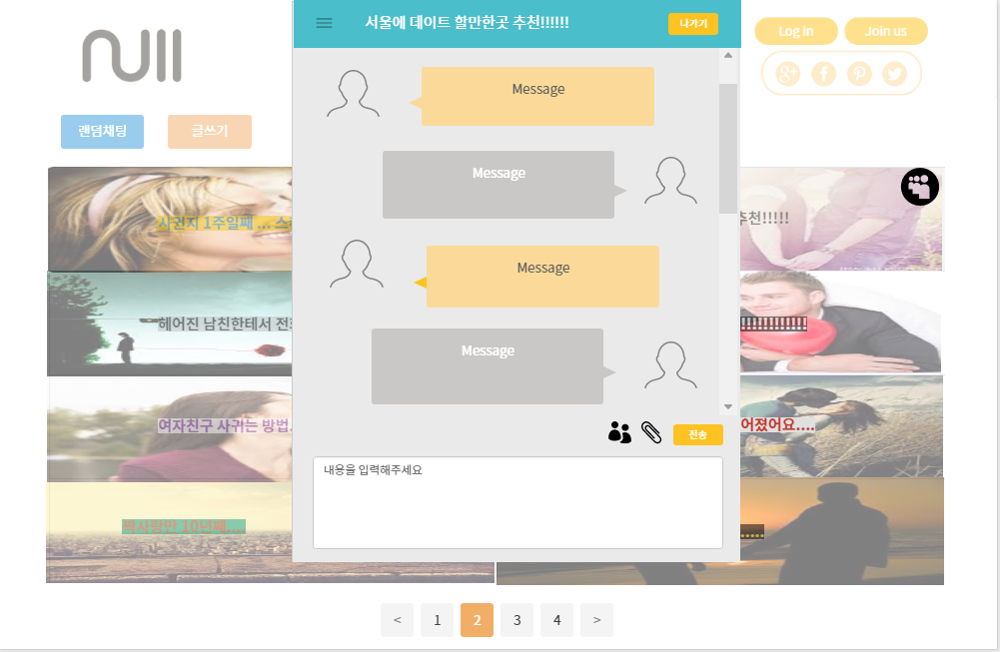 서울에 데이트 할만한곳 추천!!!!!!
나가기
Log in
Join us
랜덤채팅
글쓰기
Message
Message
Message
Message
사귄지 1주일째 ...
추천!!!!!
헤어진 남친한테서 전
여자친구 사귀는 방법
어졌어요....
짝사랑만 10년째....
전송
내용을 입력해주세요
<
1
2
3
4
>